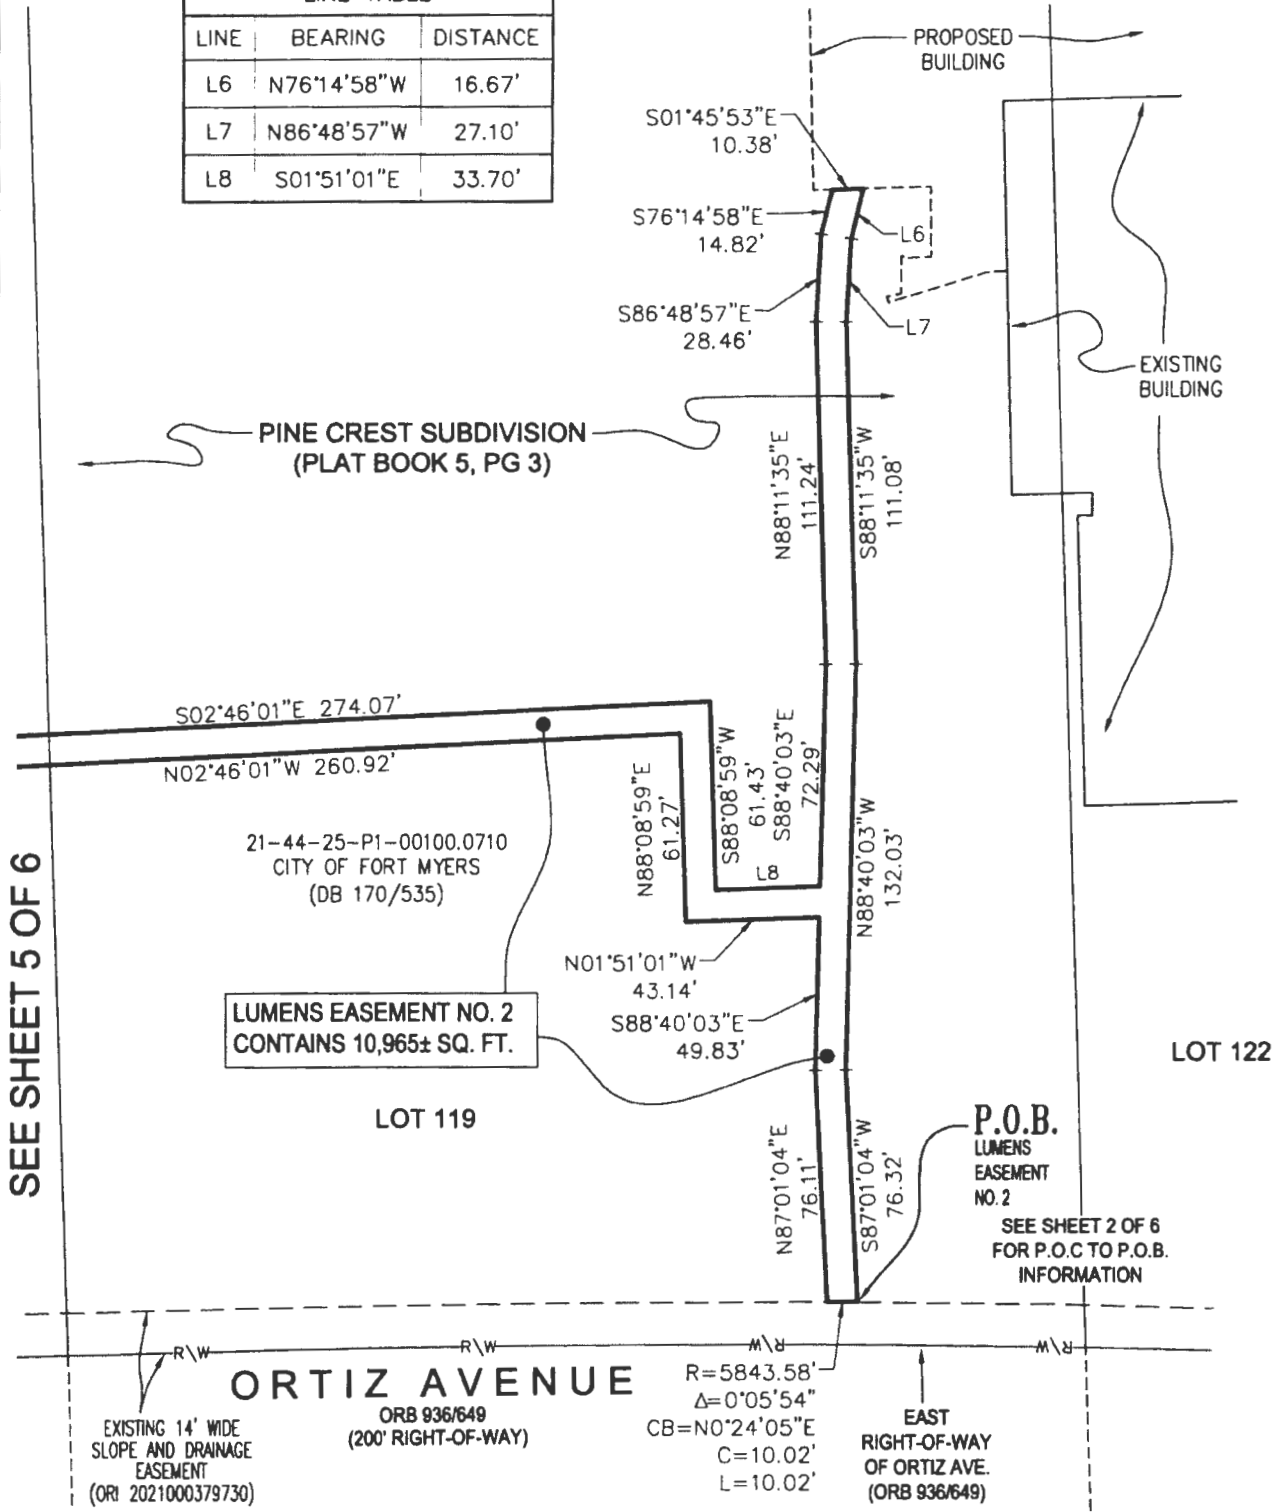 LINE BEARING DISTANCE
L6 N76°14'58"W 16.67'
L7 N86°48'57"W 27.10'
L8 S01°51'01"E 33.70'
PROPOSED
BUILDING
S01°45'53"E
10.38'
S76°14'58"E
14.82'
L6
S86°48'57"E
28.46'
L7
EXISTING
BUILDING
PINE CREST SUBDIVISION
(PLAT BOOK 5, PG 3)
N88°11'35"E
111.24'
S88°11'35"W
111.08'
S02°46'01"E 274.07'
N02°46'01"W 260.92'
N88°08'59"E
61.27'
S88°08'59"W
61.43'
S88°40'03"E
72.29'
L8
N88°40'03"W
132.03'
21-44-25-P1-00100.0710
CITY OF FORT MYERS
(DB 170/535)
SEE SHEET 5 OF 6
N01°51'01"W
43.14'
LUMENS EASEMENT NO. 2
CONTAINS 10,965± SQ. FT.
S88°40'03"E
49.83'
LOT 122
LOT 119
P.O.B.
LUMENS
EASEMENT
NO. 2
N87°01'04"E
76.11'
S87°01'04"W
76.32'
SEE SHEET 2 OF 6
FOR P.O.C TO P.O.B.
INFORMATION
R\W R\W R\W R\W
ORTIZ AVENUE
ORB 936/649
(200' RIGHT-OF-WAY)
R=5843.58'
Δ=0°05'54"
CB=N0°24'05"E
C=10.02'
L=10.02'
EAST
RIGHT-OF-WAY
OF ORTIZ AVE.
(ORB 936/649)
EXISTING 14' WIDE
SLOPE AND DRAINAGE
EASEMENT
(ORI 2021000379730)